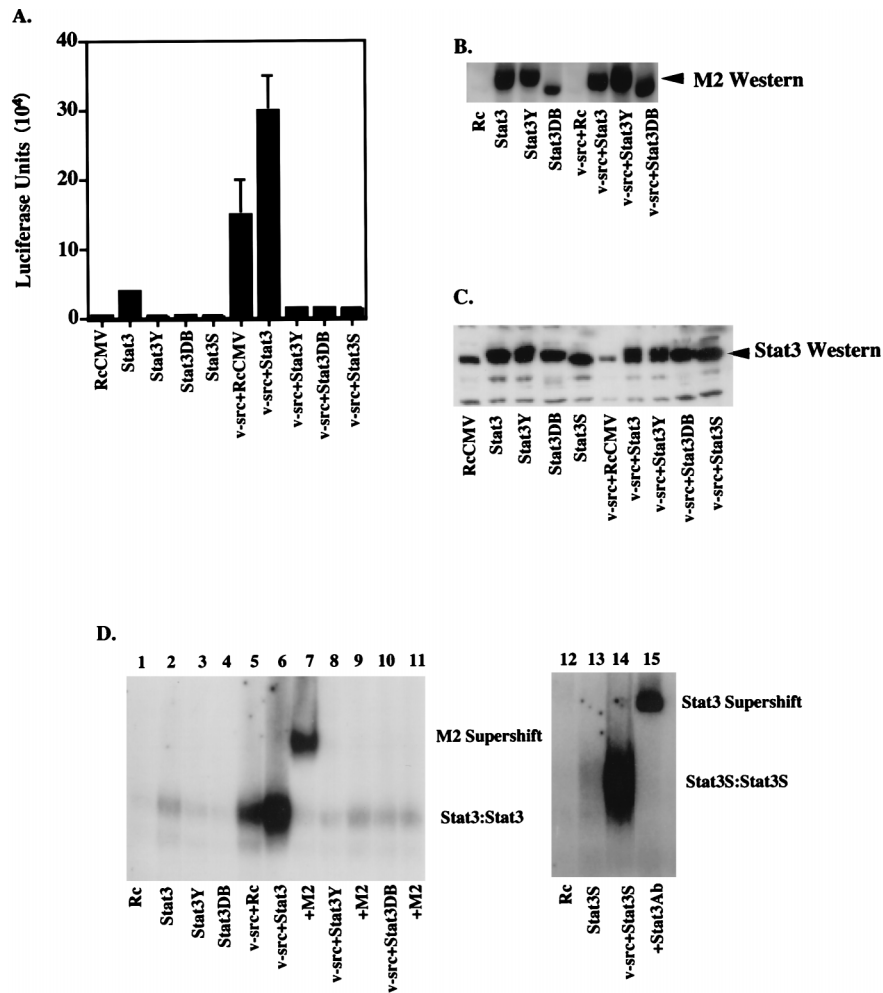 A.
40
30
20
10
0
Luciferase Units (10⁴)
RcCMV
Stat3
Stat3Y
Stat3DB
Stat3S
v-src+RcCMV
v-src+Stat3
v-src+Stat3Y
v-src+Stat3DB
v-src+Stat3S
B.
M2 Western
Rc
Stat3
Stat3Y
Stat3DB
v-src+Rc
v-src+Stat3
v-src+Stat3Y
v-src+Stat3DB
C.
Stat3 Western
RcCMV
Stat3
Stat3Y
Stat3DB
Stat3S
v-src+RcCMV
v-src+Stat3
v-src+Stat3Y
v-src+Stat3DB
v-src+Stat3S
D.
1 2 3 4 5 6 7 8 9 10 11
M2 Supershift
Stat3:Stat3
Rc
Stat3
Stat3Y
Stat3DB
v-src+Rc
v-src+Stat3
+M2
v-src+Stat3Y
+M2
v-src+Stat3DB
+M2
12 13 14 15
Stat3 Supershift
Stat3S:Stat3S
Rc
Stat3S
v-src+Stat3S
+Stat3Ab